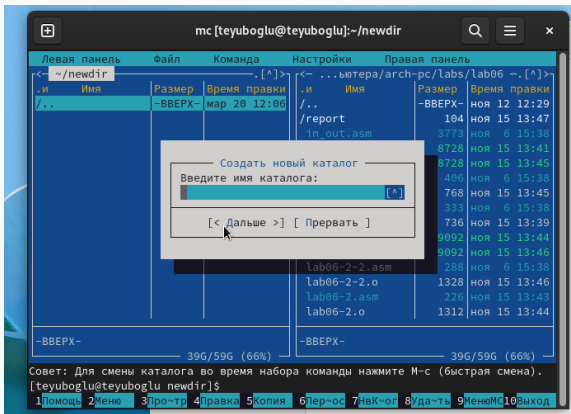 mc [teyuboglu@teyuboglu]:~/newdir
Левая панель Файл Команда Настройки Правая панель
<— ~/newdir .[^]> <— ...ьютера/arch-pc/labs/lab06 —.[^]>
.и Имя Размер Время правки .и Имя Размер Время правки
/.. -ВВЕРХ- мар 20 12:06 /.. -ВВЕРХ- ноя 12 12:29
/report 104 ноя 15 13:47
in_out.asm 3773 ноя 6 15:38
8728 ноя 15 13:41
Создать новый каталог 8728 ноя 15 13:45
Введите имя каталога: 406 ноя 6 15:38
[^] 768 ноя 15 13:45
333 ноя 6 15:38
[< Дальше >] [ Прервать ] 736 ноя 15 13:39
9092 ноя 15 13:44
9092 ноя 15 13:46
lab06-2-2.asm 288 ноя 6 15:38
lab06-2-2.o 1328 ноя 15 13:46
lab06-2.asm 226 ноя 15 13:43
lab06-2.o 1312 ноя 15 13:44
-ВВЕРХ- -ВВЕРХ-
39G/59G (66%) 39G/59G (66%)
Совет: Для смены каталога во время набора команды нажмите M-c (быстрая смена).
[teyuboglu@teyuboglu newdir]$
1Помощь 2Меню 3Про~тр 4Правка 5Копия 6Пер~ос 7НвК~ог 8Уда~ть 9МенюMC 10Выход